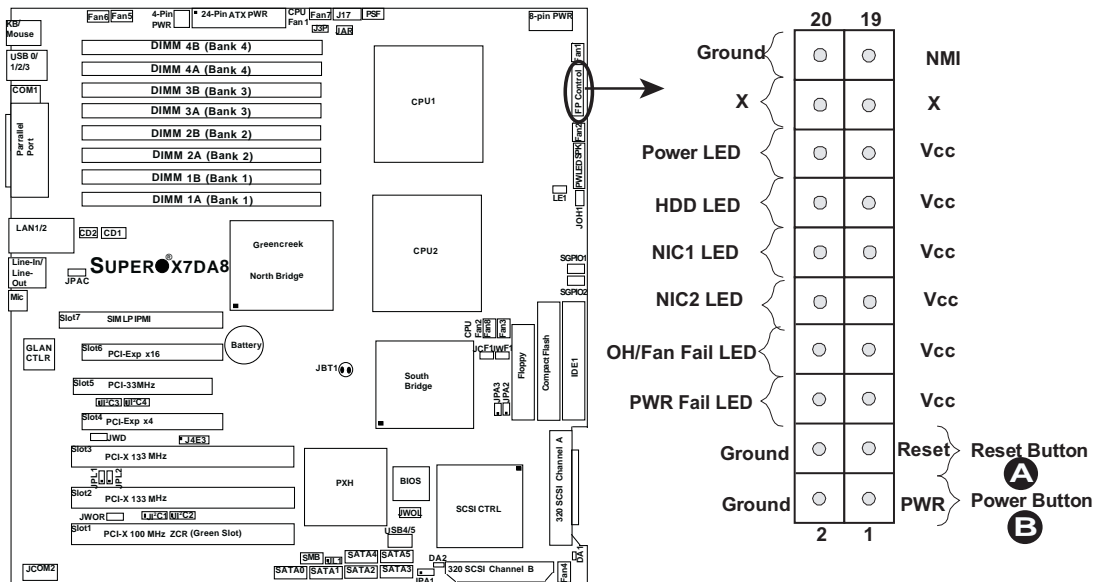 KB/
Mouse
Fan6 Fan5
4-Pin
PWR
24-Pin ATX PWR
CPU
Fan1
Fan7
J17
PSF
J3P
JAR
8-pin PWR
USB 0/
1/2/3
COM1
Parrallel
Port
DIMM 4B (Bank 4)
DIMM 4A (Bank 4)
DIMM 3B (Bank 3)
DIMM 3A (Bank 3)
DIMM 2B (Bank 2)
DIMM 2A (Bank 2)
DIMM 1B (Bank 1)
DIMM 1A (Bank 1)
CPU1
CPU2
Fan1
FP Control
Fan2
PWLED SPK
LE1
JOH1
LAN1/2
CD2
CD1
Line-In/
Line-
Out
Mic
JPAC
SUPER ® X7DA8
Greencreek
North Bridge
SGPIO1
SGPIO2
Slot7
SIMLP IPMI
GLAN
CTLR
Slot6
PCI-Exp x16
Battery
JBT1
South
Bridge
CPU
Fan2
Fan8
Fan3
JCF1
JWF1
JPA3
JPA2
Floppy
Compact Flash
IDE1
Slot5
PCI-33MHz
JI²C3
JI²C4
Slot4
PCI-Exp x4
JWD
J4E3
Slot3
PCI-X 133 MHz
JPL1
JPL2
Slot2
PCI-X 133 MHz
JWOR
JI²C1
JI²C2
Slot1
PCI-X 100 MHz ZCR (Green Slot)
PXH
BIOS
JWOL
USB4/5
SCSI CTRL
320 SCSI Channel A
JCOM2
SMB
JL1
SATA4
SATA5
SATA0
SATA1
SATA2
SATA3
DA2
JPA1
320 SCSI Channel B
Fan4
DA1
20 19
Ground NMI
X X
Power LED Vcc
HDD LED Vcc
NIC1 LED Vcc
NIC2 LED Vcc
OH/Fan Fail LED Vcc
PWR Fail LED Vcc
Ground Reset Reset Button
A
Ground PWR Power Button
B
2 1